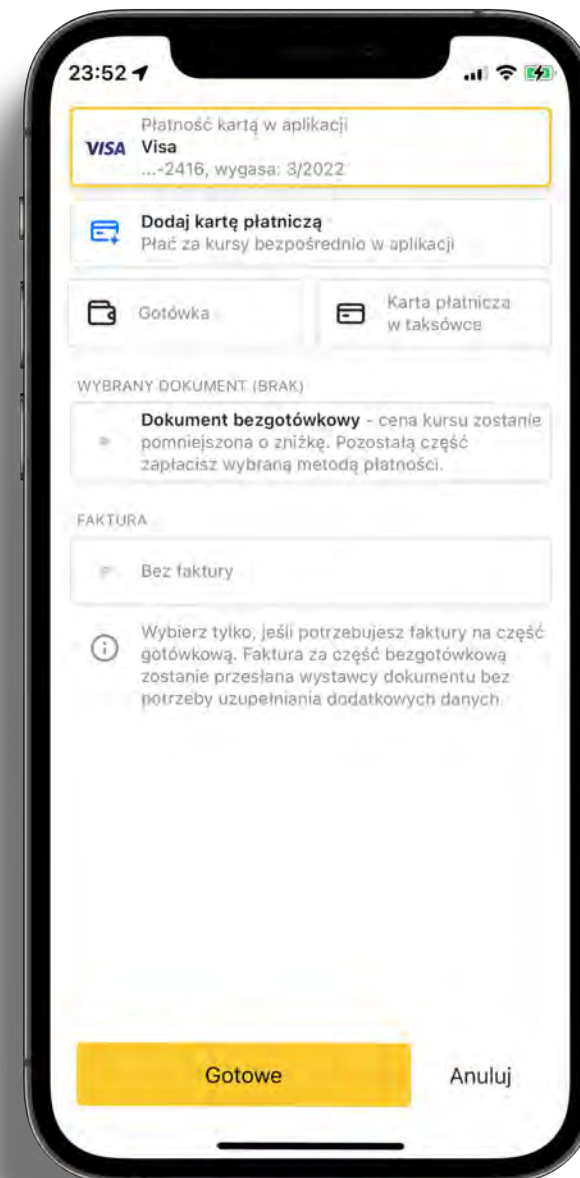 23:52
Płatność kartą w aplikacji
VISA Visa
...-2416, wygasa: 3/2022
Dodaj kartę płatniczą
Płać za kursy bezpośrednio w aplikacji
Gotówka
Karta płatnicza
w taksówce
WYBRANY DOKUMENT (BRAK)
Dokument bezgotówkowy - cena kursu zostanie
pomniejszona o zniżkę. Pozostałą część
zapłacisz wybraną metodą płatności.
FAKTURA
Bez faktury
Wybierz tylko, jeśli potrzebujesz faktury na część
gotówkową. Faktura za część bezgotówkową
zostanie przesłana wystawcy dokumentu bez
potrzeby uzupełniania dodatkowych danych
Gotowe
Anuluj